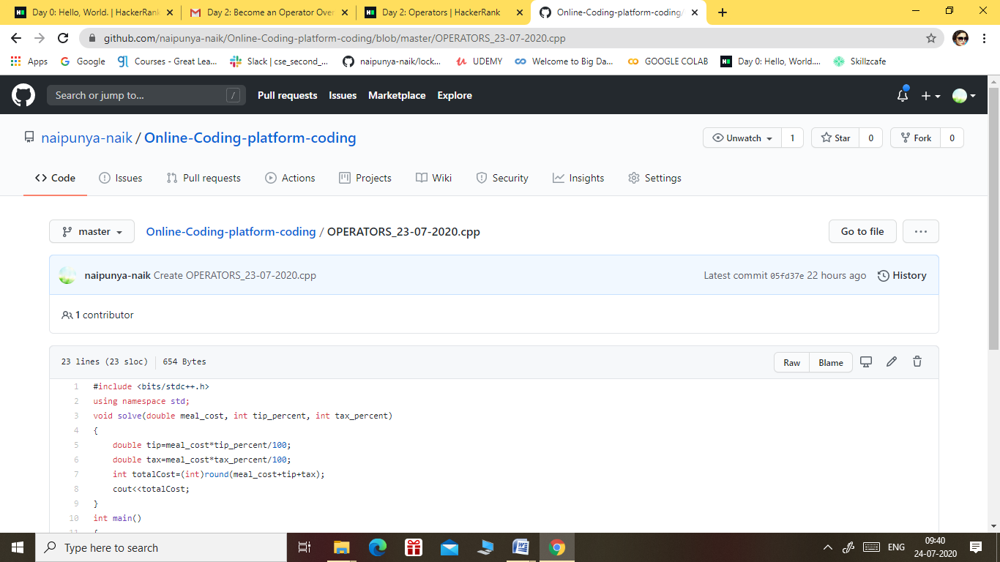 Day 0: Hello, World. | HackerRank
Day 2: Become an Operator Over
Day 2: Operators | HackerRank
Online-Coding-platform-coding/
github.com/naipunya-naik/Online-Coding-platform-coding/blob/master/OPERATORS_23-07-2020.cpp
Apps Google Courses - Great Lea... Slack | cse_second_... naipunya-naik/lock... UDEMY Welcome to Big Da... GOOGLE COLAB Day 0: Hello, World.... Skillzcafe
Search or jump to... / Pull requests Issues Marketplace Explore
naipunya-naik / Online-Coding-platform-coding Unwatch 1 Star 0 Fork 0
Code Issues Pull requests Actions Projects Wiki Security Insights Settings
master Online-Coding-platform-coding / OPERATORS_23-07-2020.cpp Go to file ...
naipunya-naik Create OPERATORS_23-07-2020.cpp Latest commit 05fd37e 22 hours ago History
1 contributor
23 lines (23 sloc) 654 Bytes Raw Blame
1 #include <bits/stdc++.h>
2 using namespace std;
3 void solve(double meal_cost, int tip_percent, int tax_percent)
4 {
5 double tip=meal_cost*tip_percent/100;
6 double tax=meal_cost*tax_percent/100;
7 int totalCost=(int)round(meal_cost+tip+tax);
8 cout<<totalCost;
9 }
10 int main()
11 {
Type here to search ENG 09:40
24-07-2020